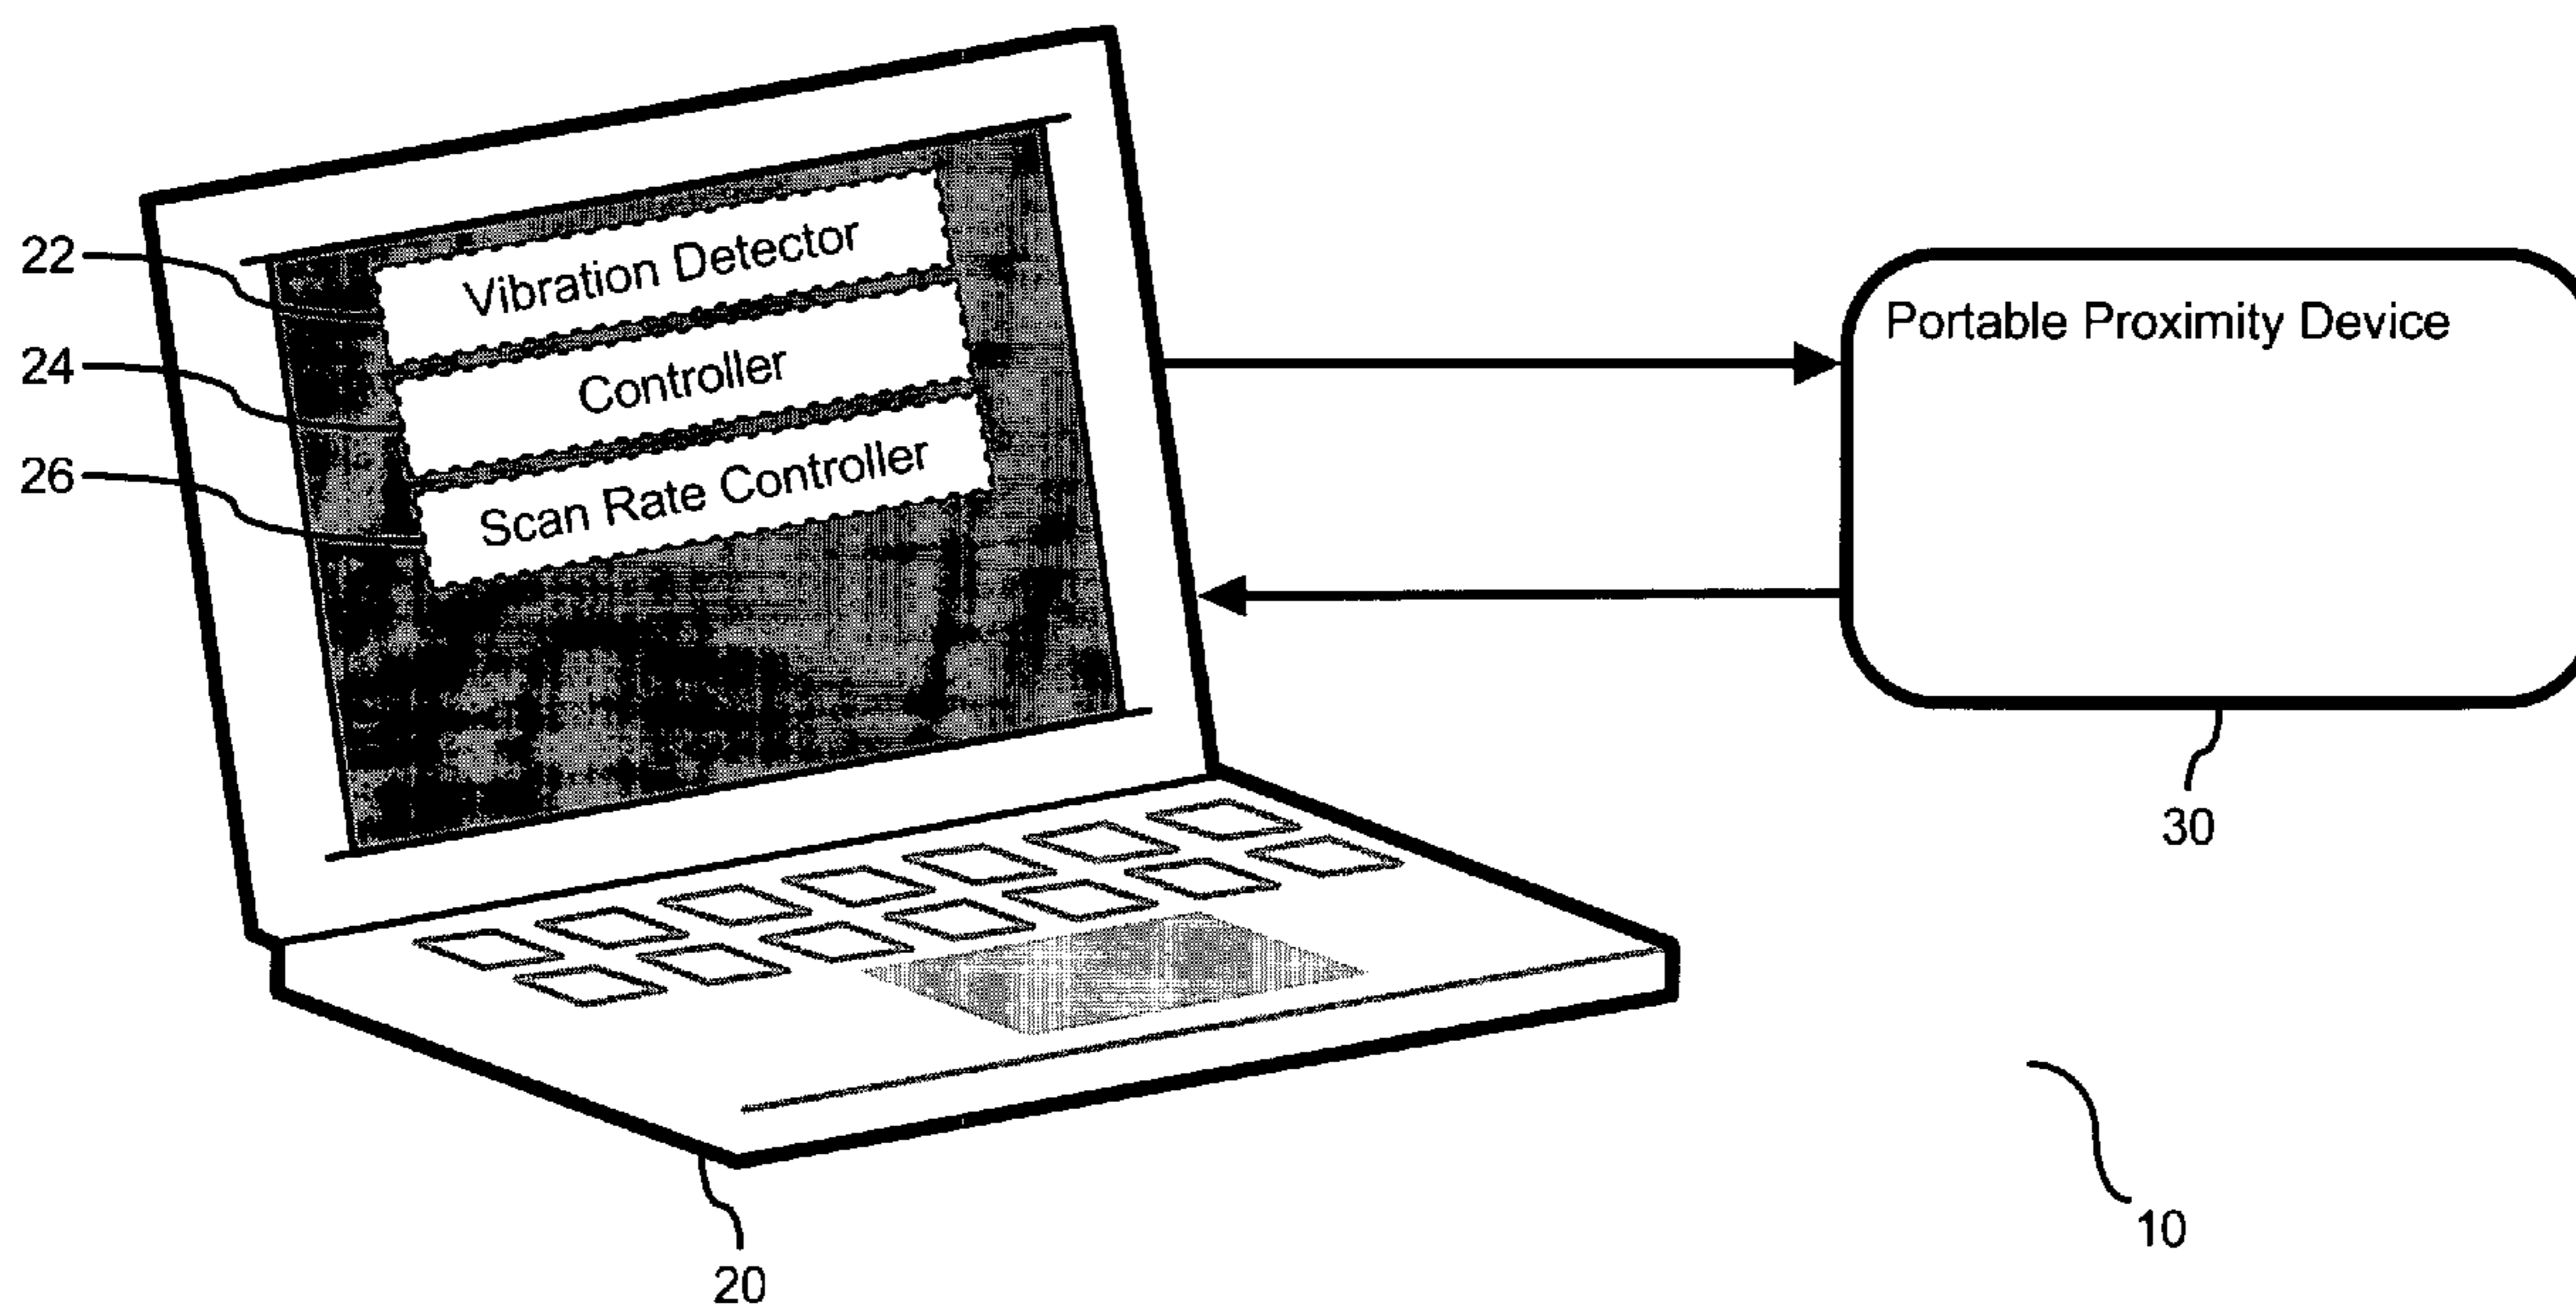 22
Vibration Detector
24
Controller
26
Scan Rate Controller
Portable Proximity Device
30
10
20